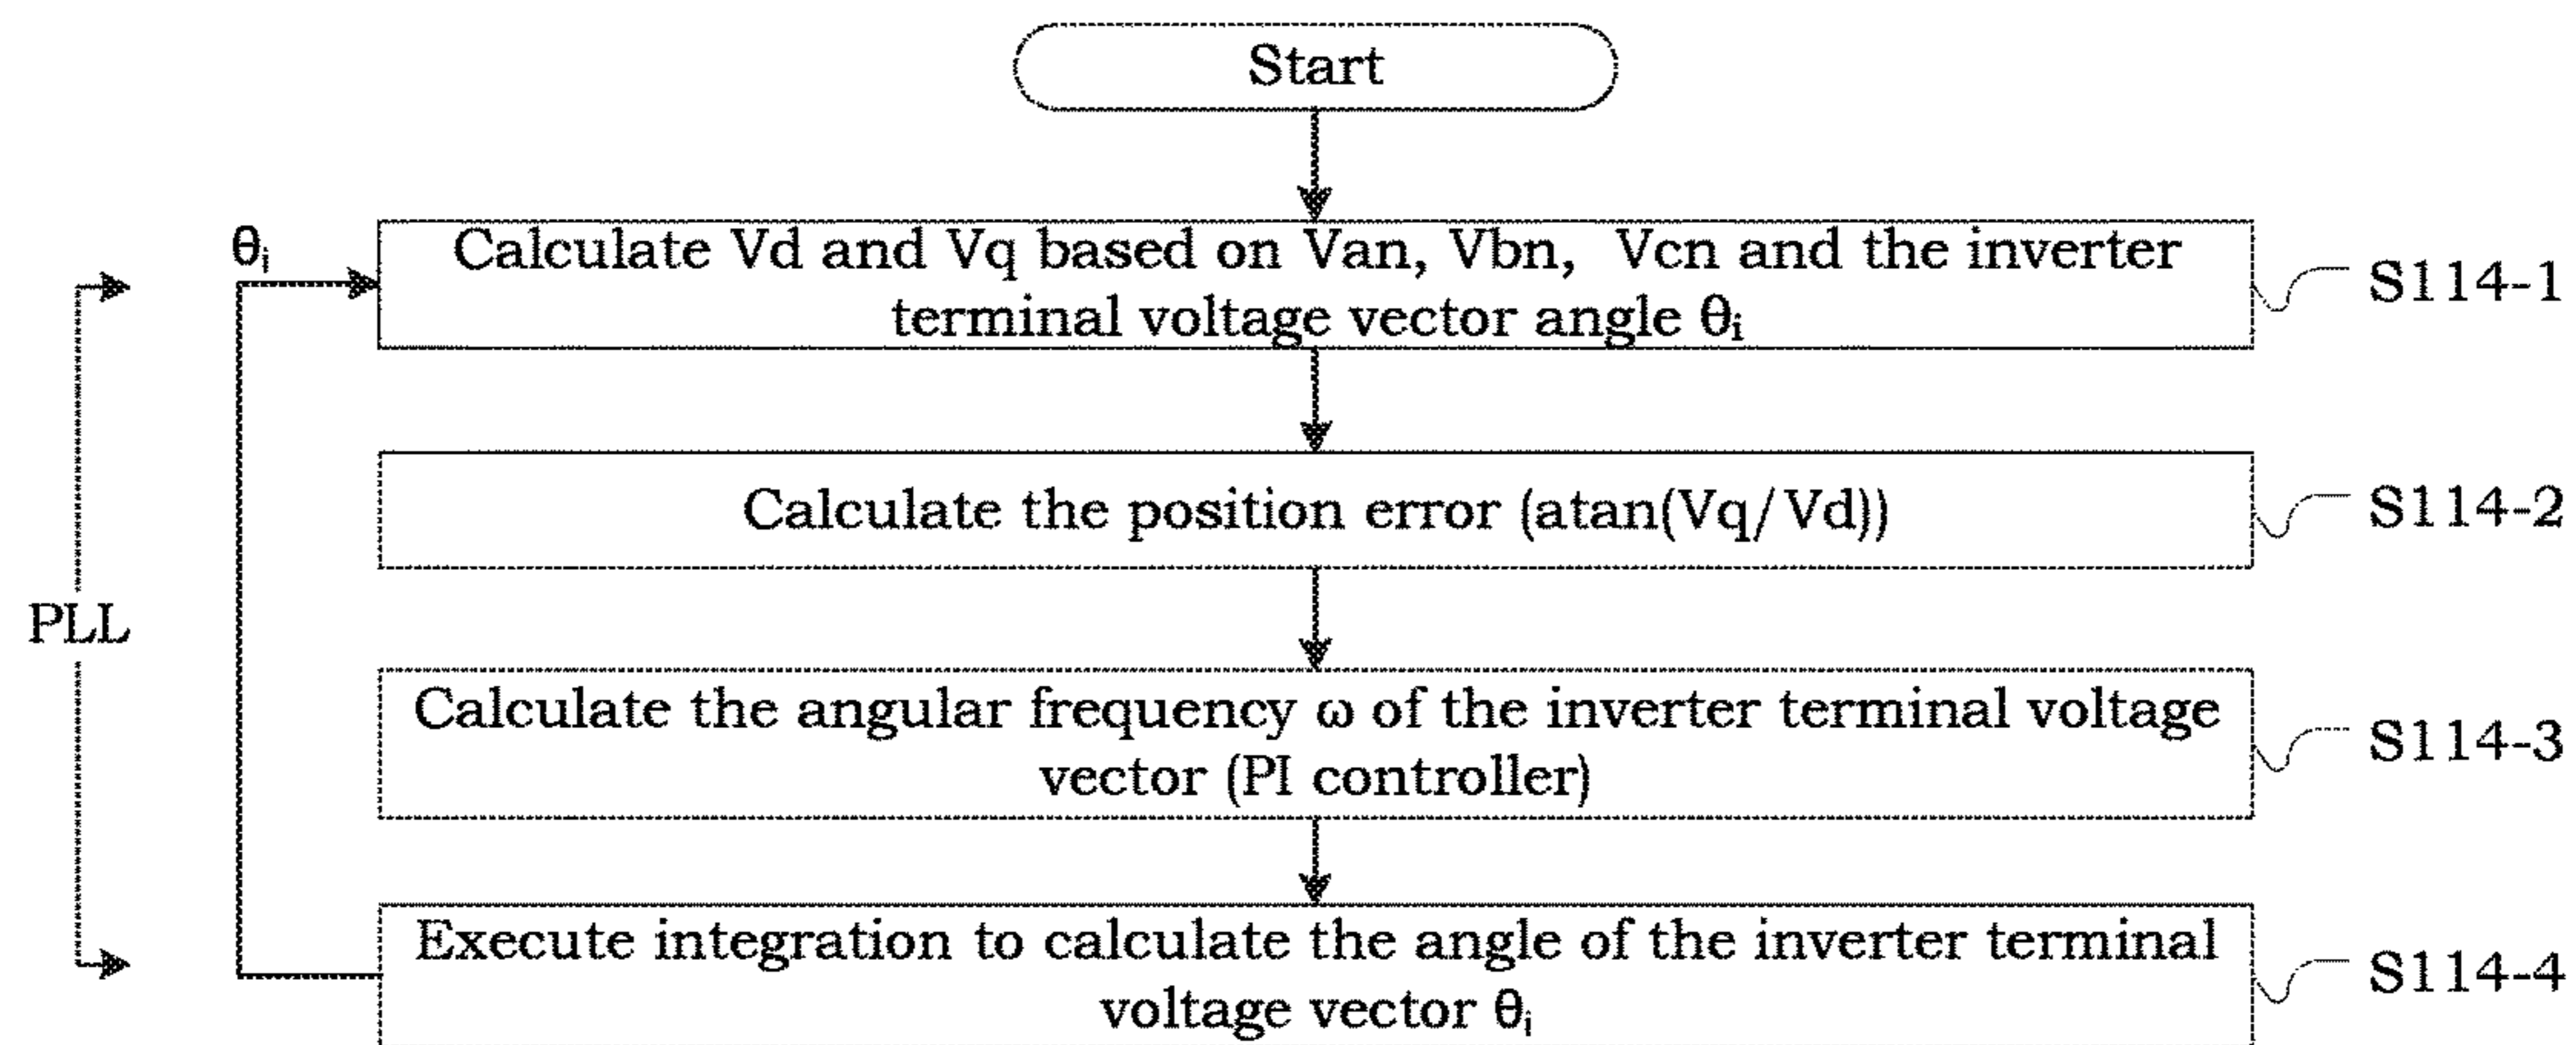 Start
θi
Calculate Vd and Vq based on Van, Vbn, Vcn and the inverter
terminal voltage vector angle θi
S114-1
Calculate the position error (atan(Vq/Vd))
S114-2
PLL
Calculate the angular frequency ω of the inverter terminal voltage
vector (PI controller)
S114-3
Execute integration to calculate the angle of the inverter terminal
voltage vector θi
S114-4